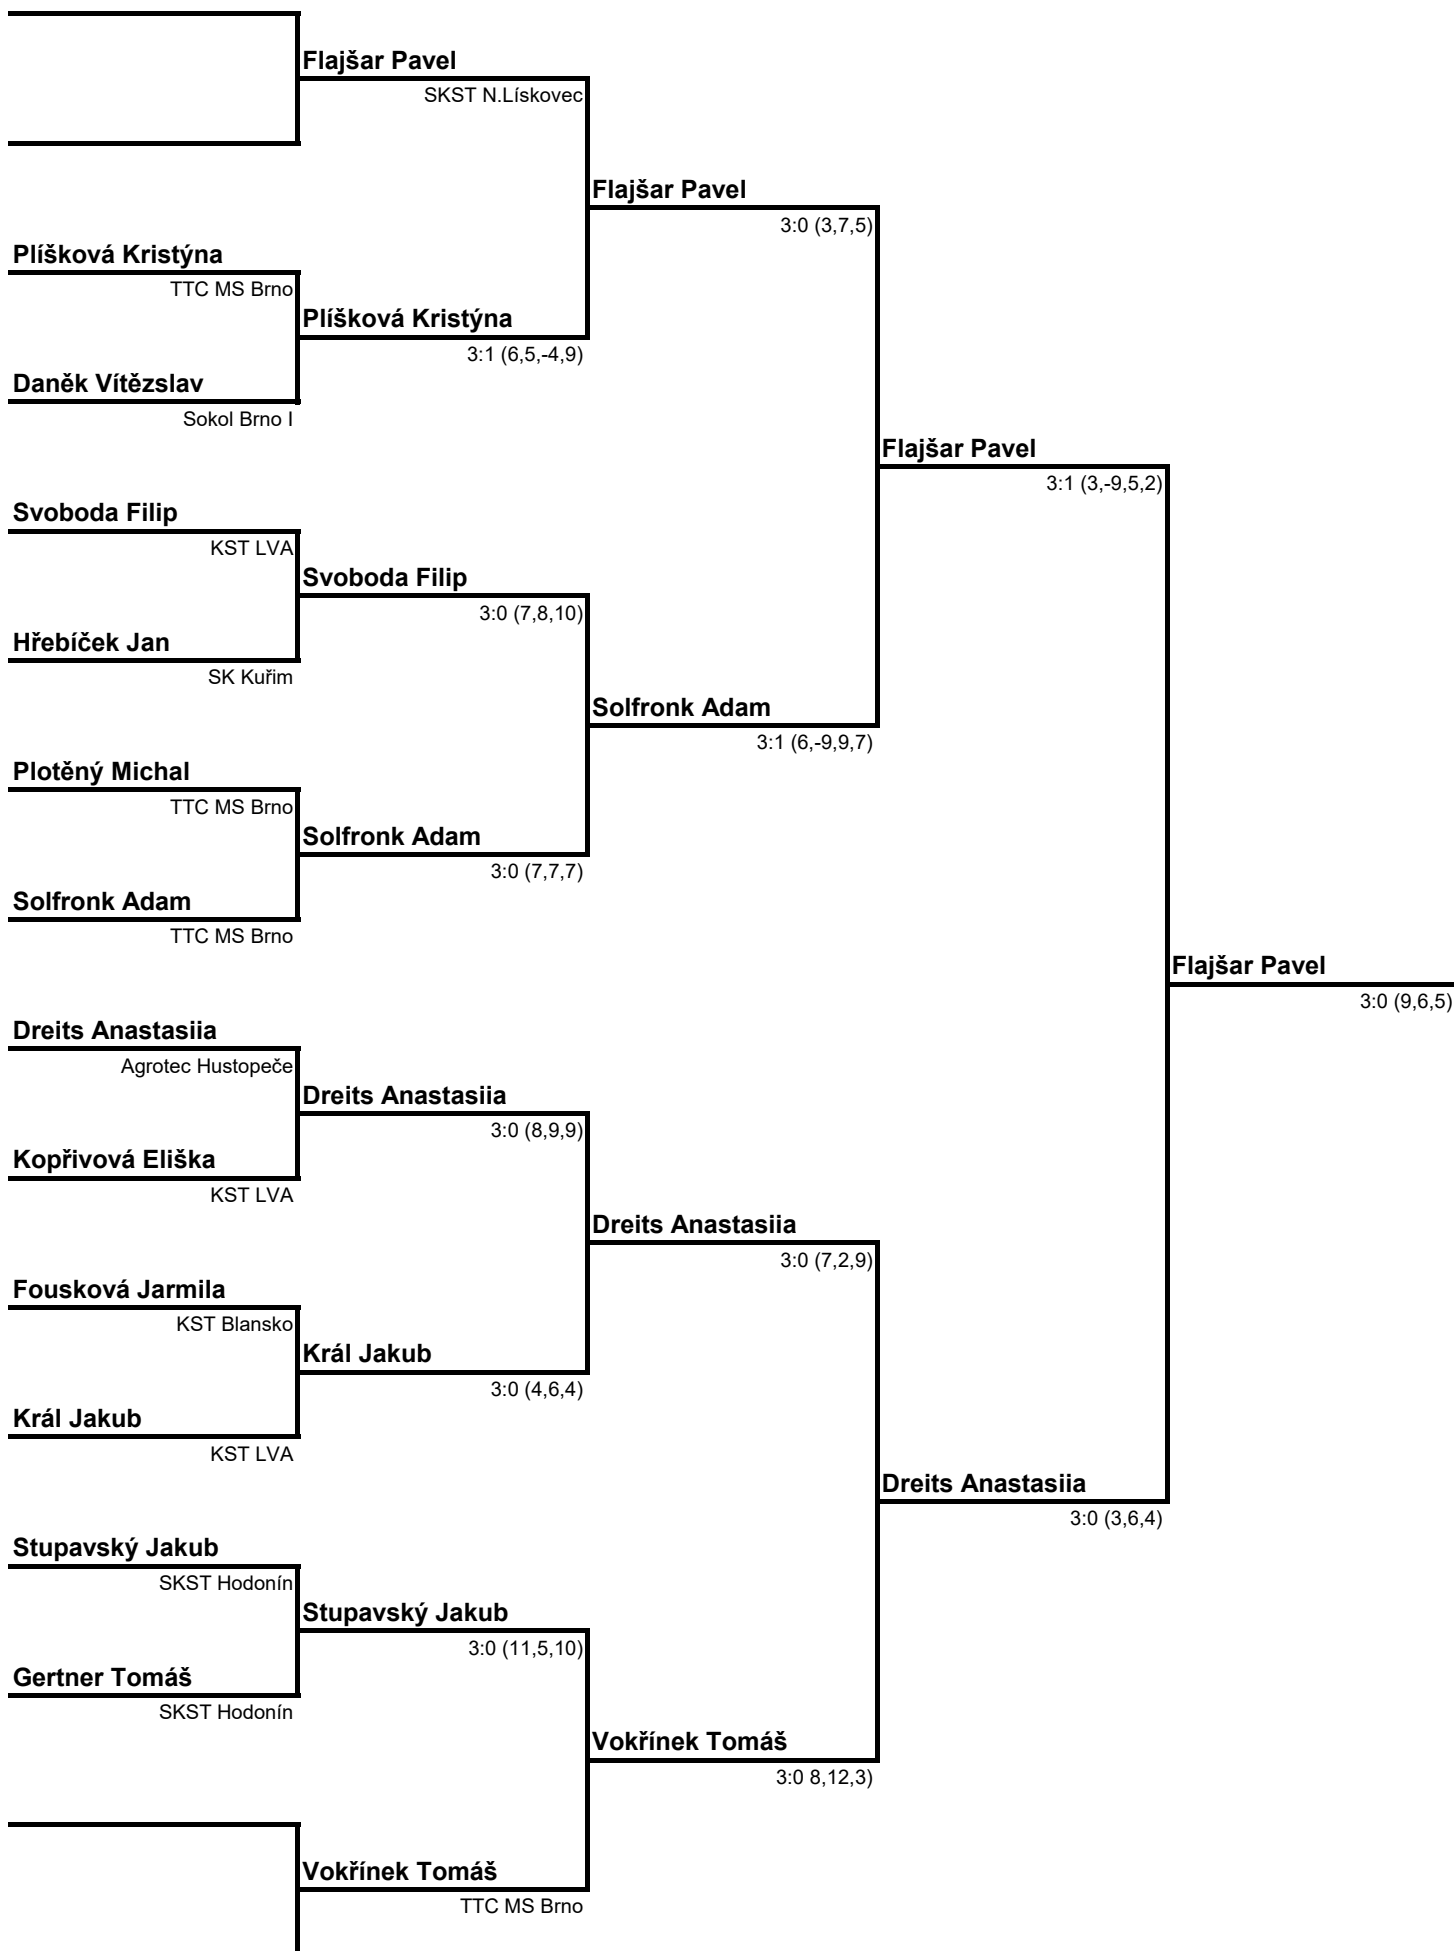 Flajšar Pavel
SKST N.Lískovec
Flajšar Pavel
3:0 (3,7,5)
Plíšková Kristýna
TTC MS Brno
Plíšková Kristýna
3:1 (6,5,-4,9)
Daněk Vítězslav
Sokol Brno I
Flajšar Pavel
3:1 (3,-9,5,2)
Svoboda Filip
KST LVA
Svoboda Filip
3:0 (7,8,10)
Hřebíček Jan
SK Kuřim
Solfronk Adam
3:1 (6,-9,9,7)
Plotěný Michal
TTC MS Brno
Solfronk Adam
3:0 (7,7,7)
Solfronk Adam
TTC MS Brno
Flajšar Pavel
3:0 (9,6,5)
Dreits Anastasiia
Agrotec Hustopeče
Dreits Anastasiia
3:0 (8,9,9)
Kopřivová Eliška
KST LVA
Dreits Anastasiia
3:0 (7,2,9)
Fousková Jarmila
KST Blansko
Král Jakub
3:0 (4,6,4)
Král Jakub
KST LVA
Dreits Anastasiia
3:0 (3,6,4)
Stupavský Jakub
SKST Hodonín
Stupavský Jakub
3:0 (11,5,10)
Gertner Tomáš
SKST Hodonín
Vokřínek Tomáš
3:0 8,12,3)
Vokřínek Tomáš
TTC MS Brno